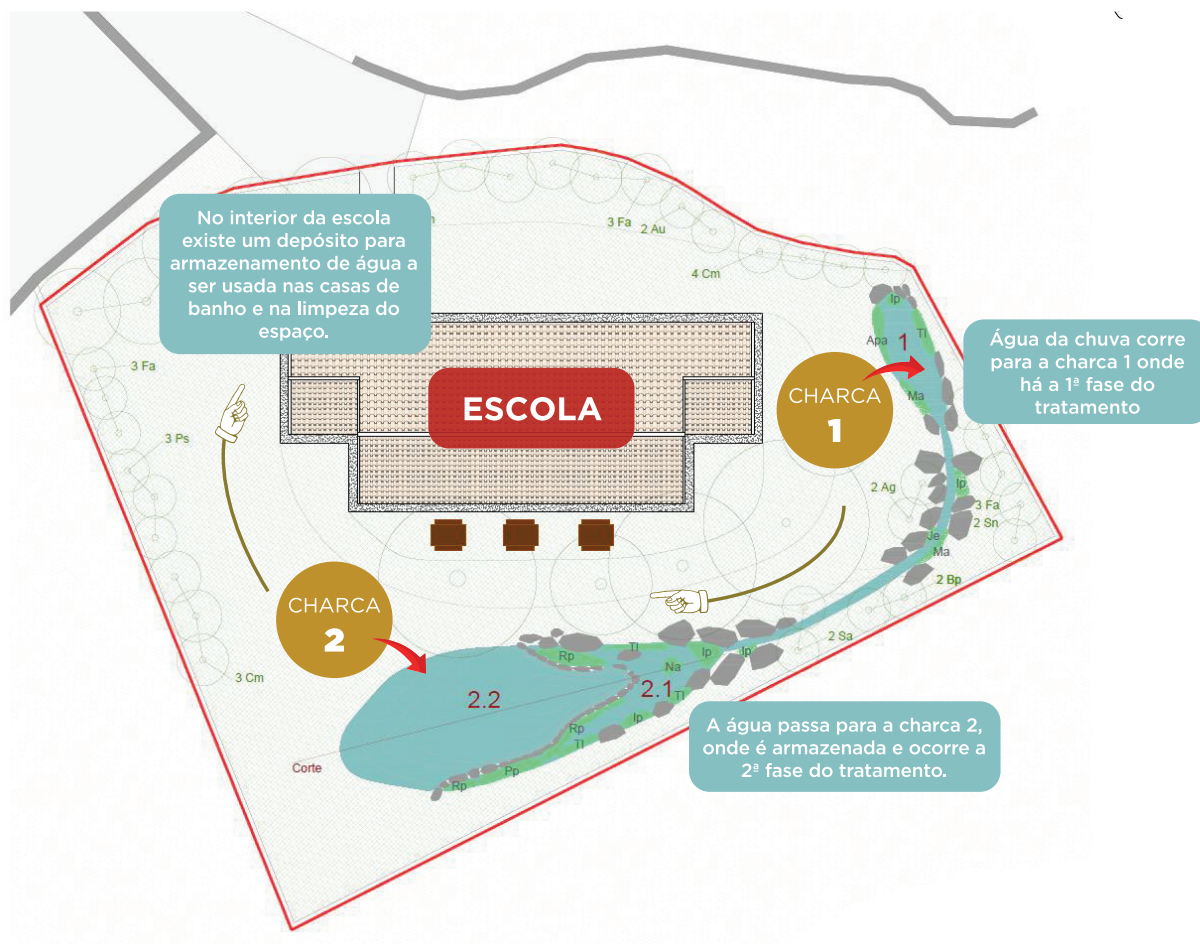 No interior da escola
existe um depósito para
armazenamento de água a
ser usada nas casas de
banho e na limpeza do
espaço.
3 Fa
2 Au
4 Cm
Ip
Tl
1
Apa
Ma
Água da chuva corre
para a charca 1 onde
há a 1ª fase do
tratamento
CHARCA
1
ESCOLA
3 Fa
3 Ps
2 Ag
Ip
3 Fa
2 Sn
Je
Ma
2 Bp
CHARCA
2
2 Sa
3 Cm
Rp
Tl
Ip
Ip
Na
2.1
Tl
2.2
Ip
Rp
Tl
Pp
Rp
Corte
A água passa para a charca 2,
onde é armazenada e ocorre a
2ª fase do tratamento.